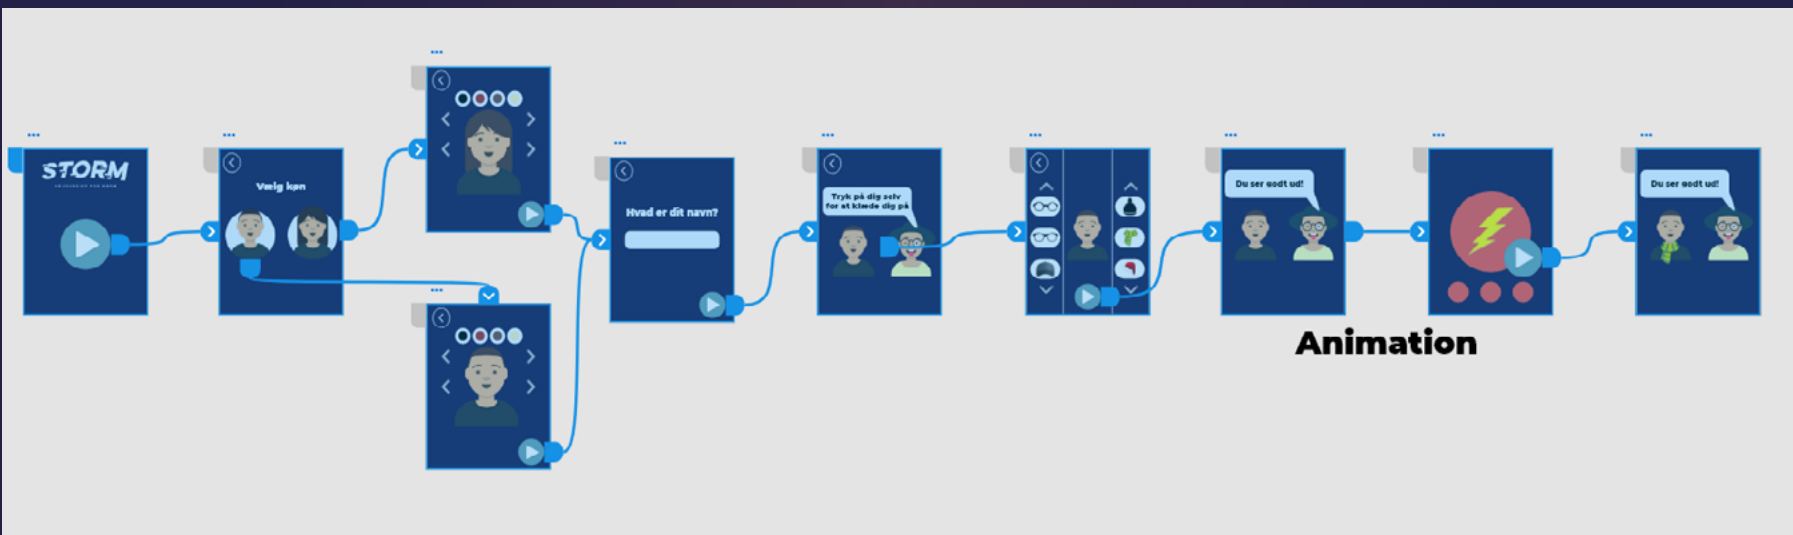 STORM
Vælg køn
Hvad er dit navn?
Tryk på dig selv
for at klæde dig på
Du ser godt ud!
Animation
Du ser godt ud!